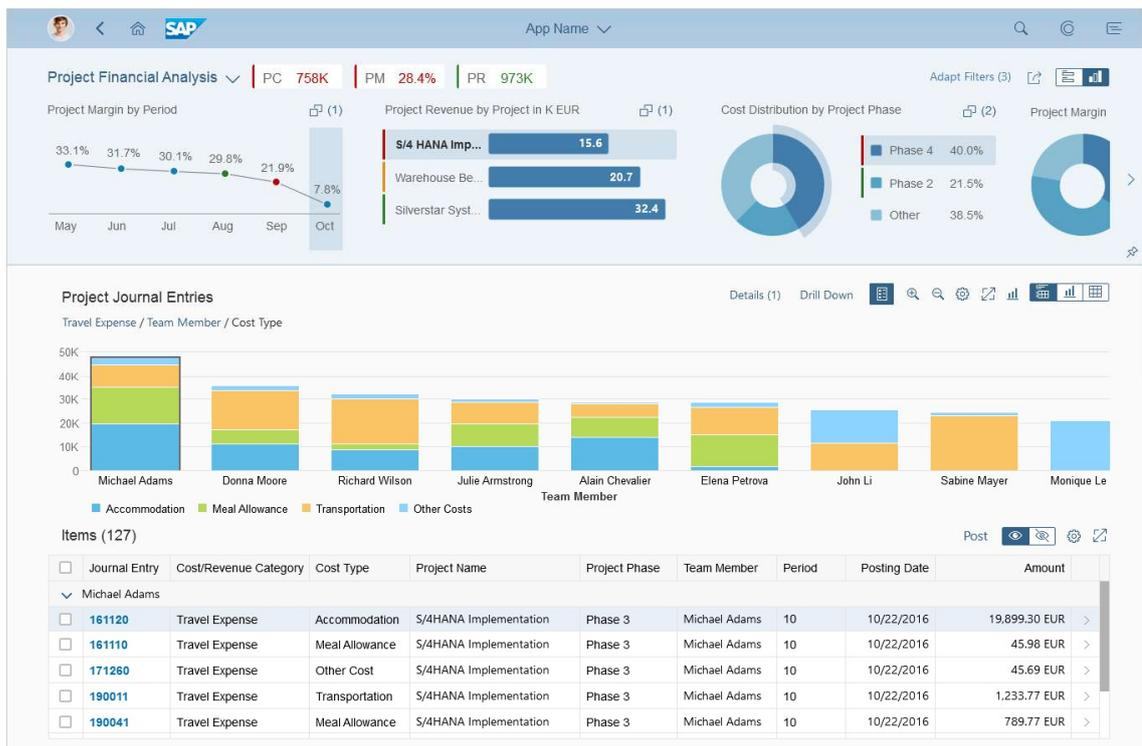 SAP App Name
Project Financial Analysis PC 758K PM 28.4% PR 973K Adapt Filters (3)
Project Margin by Period (1)
33.1% 31.7% 30.1% 29.8% 21.9% 7.8%
May Jun Jul Aug Sep Oct
Project Revenue by Project in K EUR (1)
S/4 HANA Imp... 15.6
Warehouse Be... 20.7
Silverstar Syst... 32.4
Cost Distribution by Project Phase (2)
Phase 4 40.0%
Phase 2 21.5%
Other 38.5%
Project Margin
Project Journal Entries Details (1) Drill Down
Travel Expense / Team Member / Cost Type
50K
40K
30K
20K
10K
0
Michael Adams Donna Moore Richard Wilson Julie Armstrong Alain Chevalier Elena Petrova John Li Sabine Mayer Monique Le
Team Member
Accommodation Meal Allowance Transportation Other Costs
Items (127) Post
Journal Entry Cost/Revenue Category Cost Type Project Name Project Phase Team Member Period Posting Date Amount
Michael Adams
161120 Travel Expense Accommodation S/4HANA Implementation Phase 3 Michael Adams 10 10/22/2016 19,899.30 EUR
161110 Travel Expense Meal Allowance S/4HANA Implementation Phase 3 Michael Adams 10 10/22/2016 45.98 EUR
171260 Travel Expense Other Cost S/4HANA Implementation Phase 3 Michael Adams 10 10/22/2016 45.69 EUR
190011 Travel Expense Transportation S/4HANA Implementation Phase 3 Michael Adams 10 10/22/2016 1,233.77 EUR
190041 Travel Expense Meal Allowance S/4HANA Implementation Phase 3 Michael Adams 10 10/22/2016 789.77 EUR